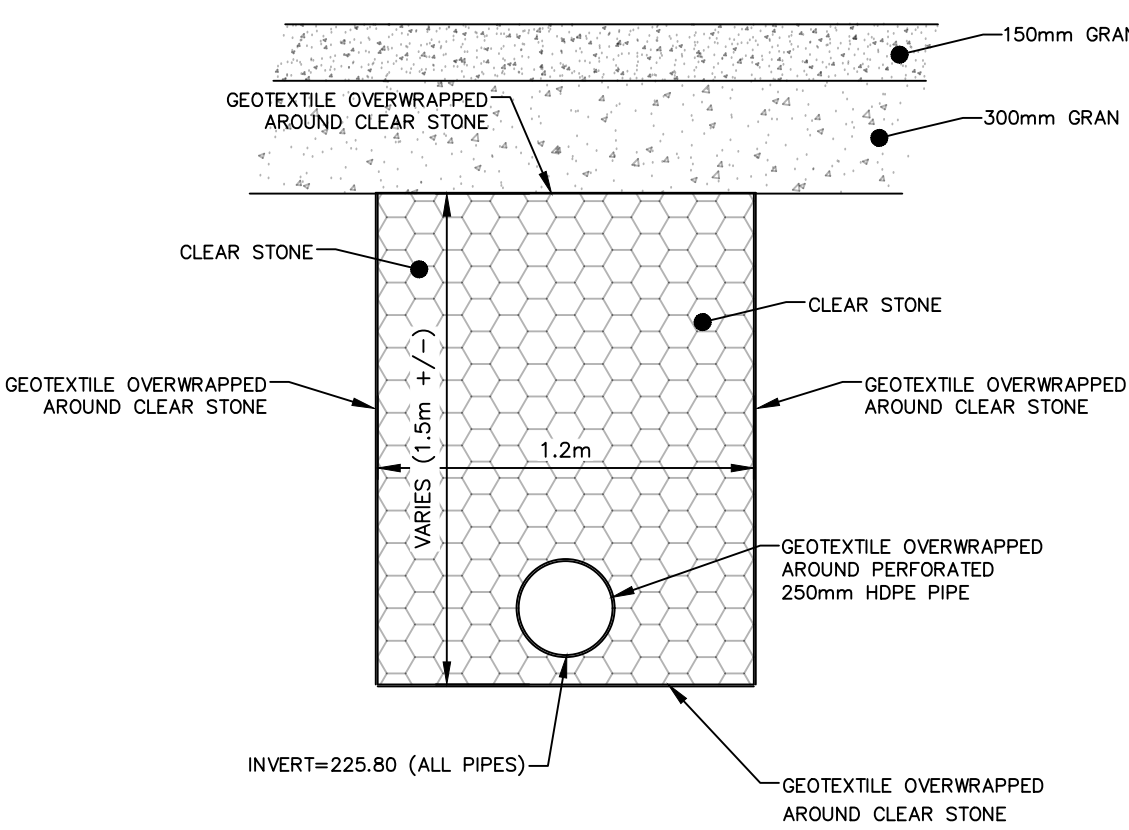 150mm GRAN
GEOTEXTILE OVERWRAPPED
AROUND CLEAR STONE
300mm GRAN
CLEAR STONE
CLEAR STONE
VARIES (1.5m +/-)
GEOTEXTILE OVERWRAPPED
AROUND CLEAR STONE
GEOTEXTILE OVERWRAPPED
AROUND CLEAR STONE
1.2m
GEOTEXTILE OVERWRAPPED
AROUND PERFORATED
250mm HDPE PIPE
INVERT=225.80 (ALL PIPES)
GEOTEXTILE OVERWRAPPED
AROUND CLEAR STONE